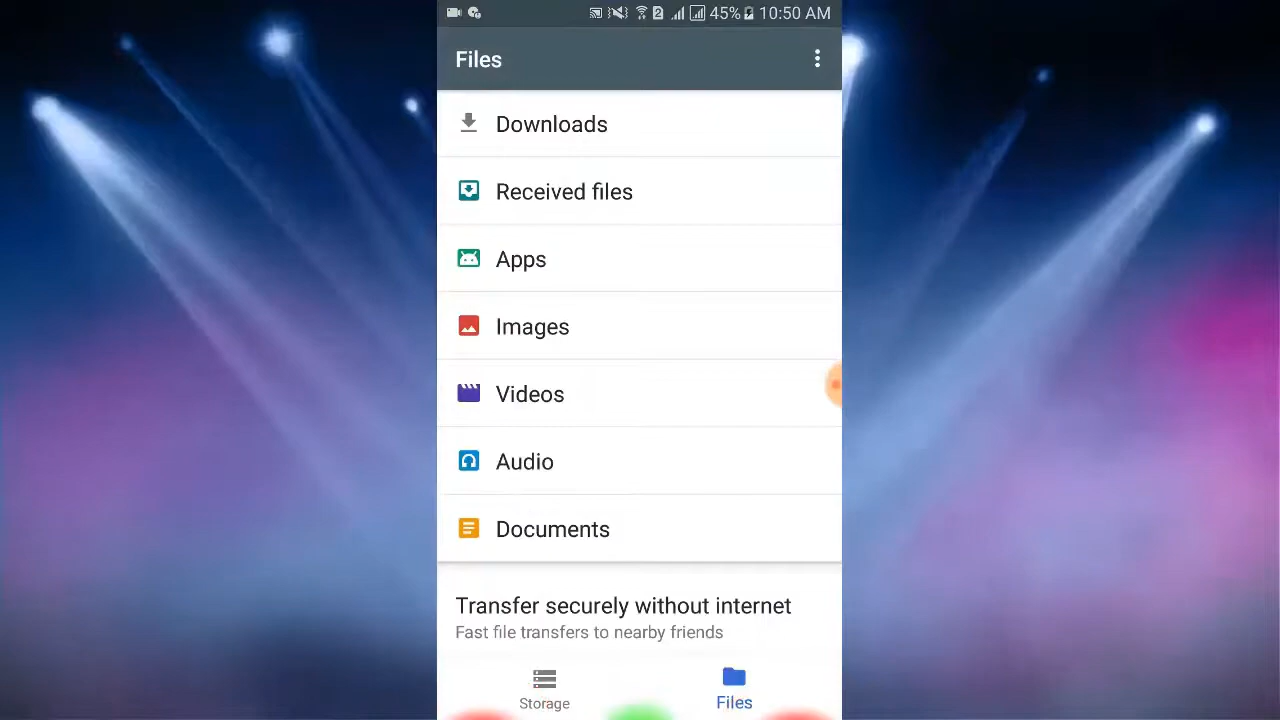 45% 10:50 AM
Files
Downloads
Received files
Apps
Images
Videos
Audio
Documents
Transfer securely without internet
Fast file transfers to nearby friends
Storage
Files